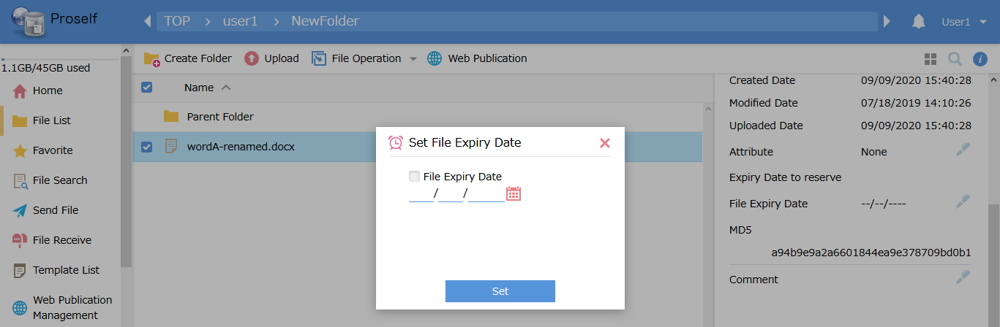 Proself
TOP > user1 > NewFolder
User1
1.1GB/45GB used
Home
File List
Favorite
File Search
Send File
File Receive
Template List
Web Publication
Management
Create Folder
Upload
File Operation
Web Publication
Name
Parent Folder
wordA-renamed.docx
Set File Expiry Date
File Expiry Date
/ /
Set
Created Date 09/09/2020 15:40:28
Modified Date 07/18/2019 14:10:26
Uploaded Date 09/09/2020 15:40:28
Attribute None
Expiry Date to reserve
File Expiry Date --/--/----
MD5
a94b9e9a2a6601844ea9e378709bd0b1
Comment